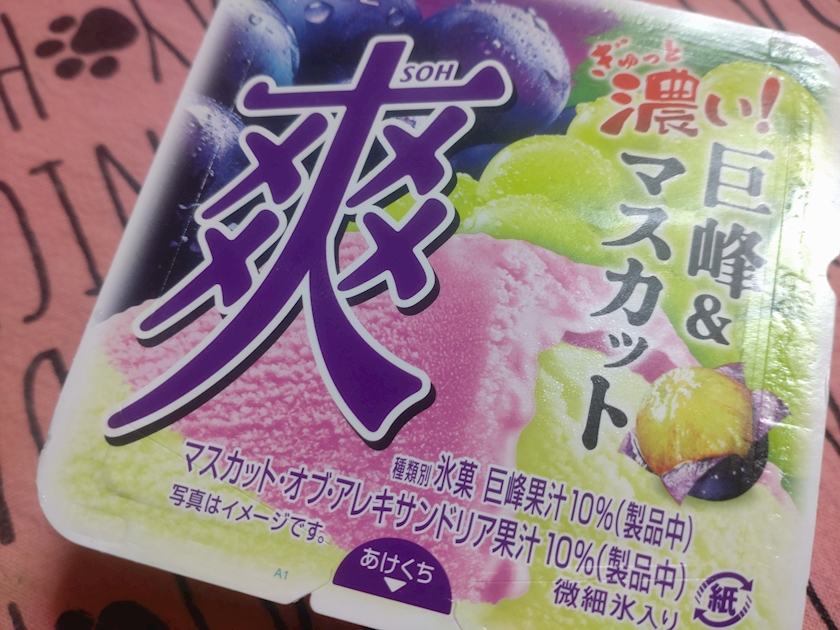 爽
SOH
ぎゅっと
濃い!
巨峰&
マスカット
種類別 氷菓 巨峰果汁10%(製品中)
マスカット・オブ・アレキサンドリア果汁10%(製品中)
写真はイメージです。
微細氷入り
紙
あけくち
A1